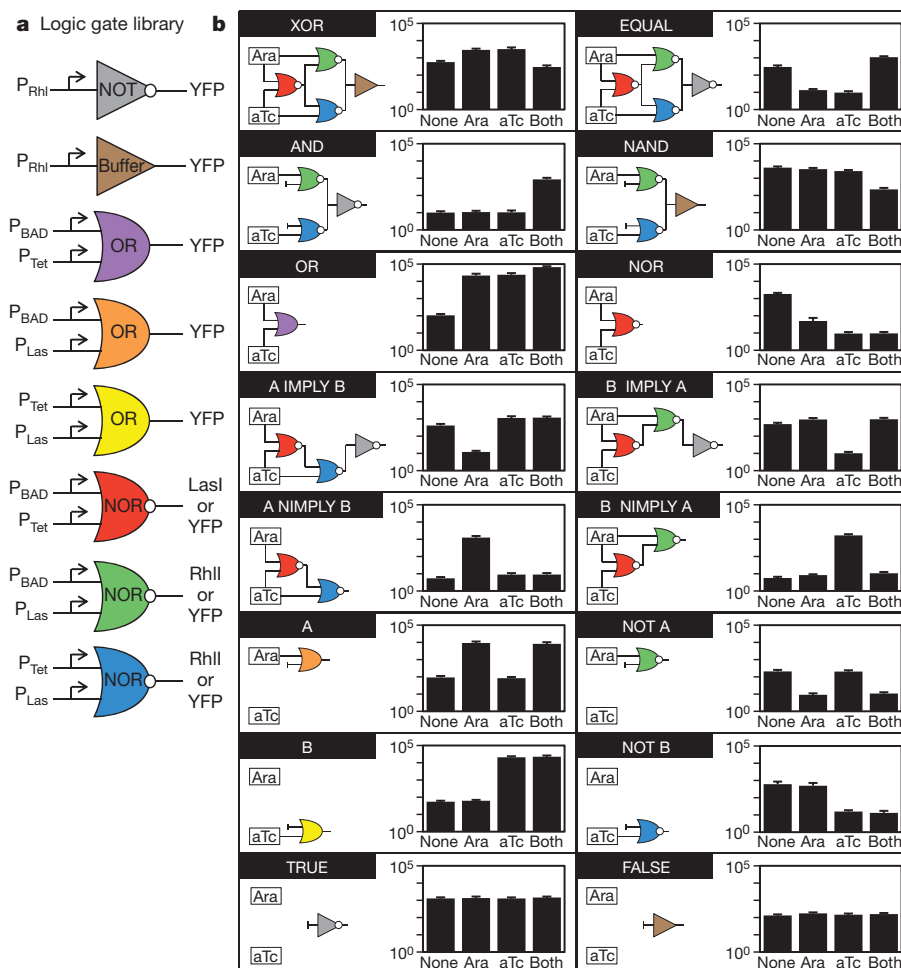 a Logic gate library
P_Rhl NOT YFP
P_Rhl Buffer YFP
P_BAD P_Tet OR YFP
P_BAD P_Las OR YFP
P_Tet P_Las OR YFP
P_BAD P_Tet NOR LasI or YFP
P_BAD P_Las NOR RhlI or YFP
P_Tet P_Las NOR RhlI or YFP
b
XOR
Ara
aTc
10^5
10^0
None Ara aTc Both
EQUAL
Ara
aTc
10^5
10^0
None Ara aTc Both
AND
Ara
aTc
10^5
10^0
None Ara aTc Both
NAND
Ara
aTc
10^5
10^0
None Ara aTc Both
OR
Ara
aTc
10^5
10^0
None Ara aTc Both
NOR
Ara
aTc
10^5
10^0
None Ara aTc Both
A IMPLY B
Ara
aTc
10^5
10^0
None Ara aTc Both
B IMPLY A
Ara
aTc
10^5
10^0
None Ara aTc Both
A NIMPLY B
Ara
aTc
10^5
10^0
None Ara aTc Both
B NIMPLY A
Ara
aTc
10^5
10^0
None Ara aTc Both
A
Ara
aTc
10^5
10^0
None Ara aTc Both
NOT A
Ara
aTc
10^5
10^0
None Ara aTc Both
B
Ara
aTc
10^5
10^0
None Ara aTc Both
NOT B
Ara
aTc
10^5
10^0
None Ara aTc Both
TRUE
Ara
aTc
10^5
10^0
None Ara aTc Both
FALSE
Ara
aTc
10^5
10^0
None Ara aTc Both